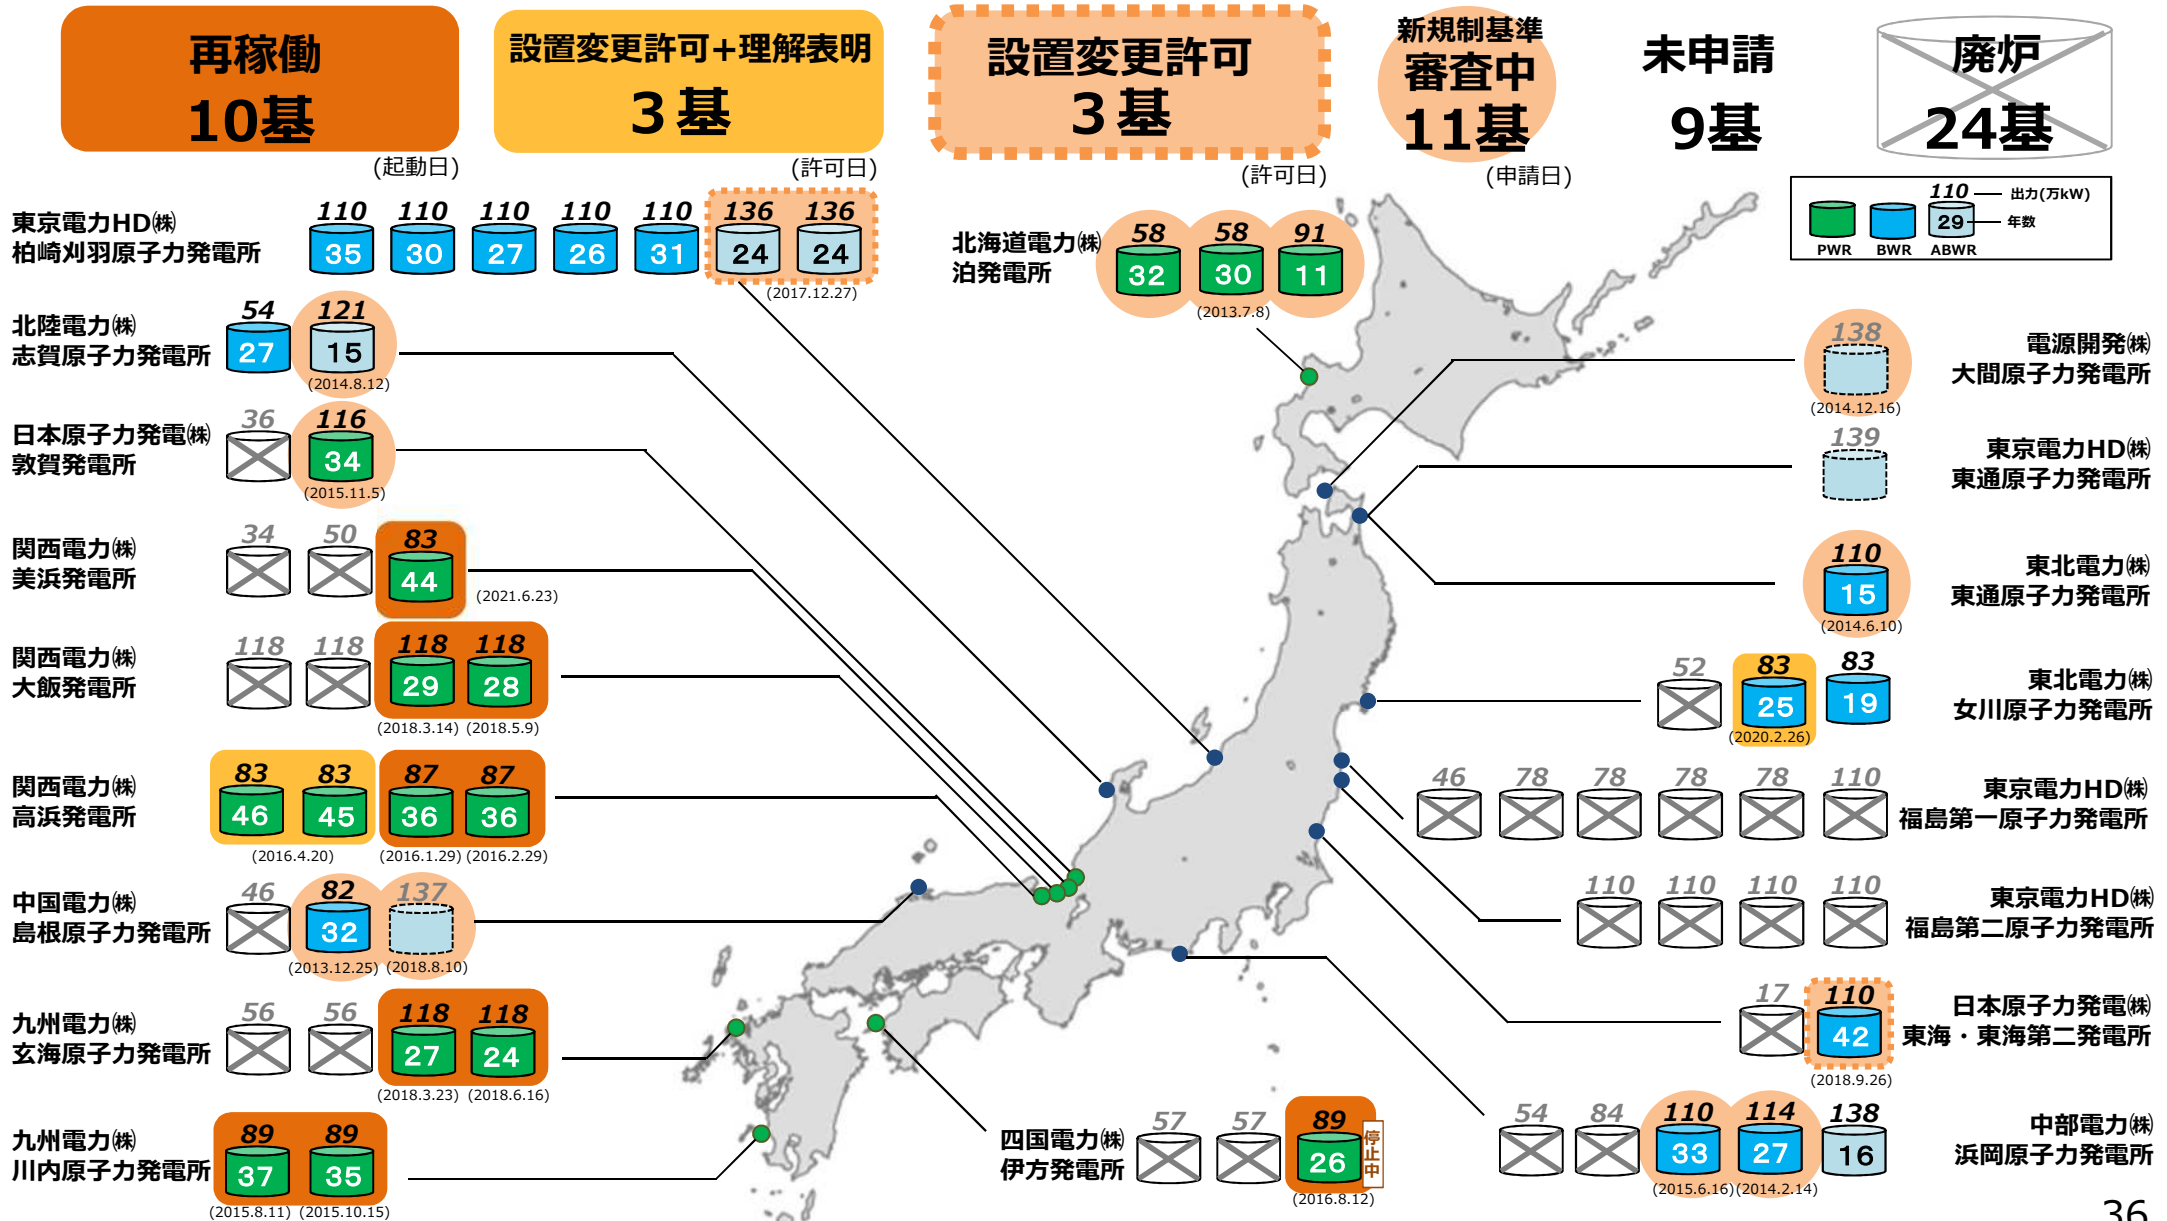 再稼働
10基
(起動日)
設置変更許可+理解表明
３基
(許可日)
設置変更許可
３基
(許可日)
新規制基準
審査中
11基
(申請日)
未申請
9基
廃炉
24基
110 出力(万kW)
29 年数
PWR BWR ABWR
東京電力HD㈱
柏崎刈羽原子力発電所
110 110 110 110 110 136 136
35 30 27 26 31 24 24
(2017.12.27)
北陸電力㈱
志賀原子力発電所
54 121
27 15
(2014.8.12)
日本原子力発電㈱
敦賀発電所
36 116
34
(2015.11.5)
関西電力㈱
美浜発電所
34 50 83
44
(2021.6.23)
関西電力㈱
大飯発電所
118 118 118 118
29 28
(2018.3.14) (2018.5.9)
関西電力㈱
高浜発電所
83 83 87 87
46 45 36 36
(2016.4.20) (2016.1.29) (2016.2.29)
中国電力㈱
島根原子力発電所
46 82 137
32
(2013.12.25) (2018.8.10)
九州電力㈱
玄海原子力発電所
56 56 118 118
27 24
(2018.3.23) (2018.6.16)
九州電力㈱
川内原子力発電所
89 89
37 35
(2015.8.11) (2015.10.15)
北海道電力㈱
泊発電所
58 58 91
32 30 11
(2013.7.8)
138
電源開発㈱
大間原子力発電所
(2014.12.16)
139
東京電力HD㈱
東通原子力発電所
110
15
東北電力㈱
東通原子力発電所
(2014.6.10)
52 83 83
25 19
東北電力㈱
女川原子力発電所
(2020.2.26)
46 78 78 78 78 110
東京電力HD㈱
福島第一原子力発電所
110 110 110 110
東京電力HD㈱
福島第二原子力発電所
17 110
42
日本原子力発電㈱
東海・東海第二発電所
(2018.9.26)
54 84 110 114 138
33 27 16
中部電力㈱
浜岡原子力発電所
(2015.6.16) (2014.2.14)
四国電力㈱
伊方発電所
57 57 89
26
停止中
(2016.8.12)
36